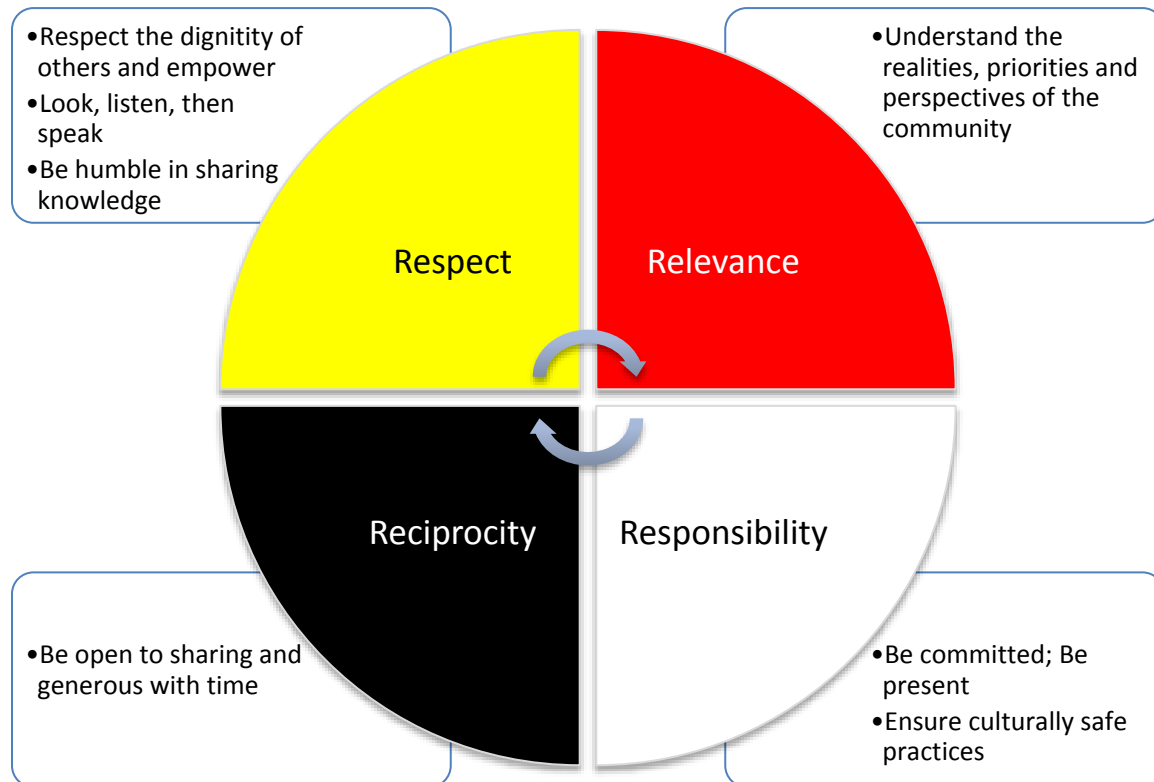 •Respect the dignitity of
others and empower
•Look, listen, then
speak
•Be humble in sharing
knowledge
•Understand the
realities, priorities and
perspectives of the
community
Respect
Relevance
Reciprocity
Responsibility
•Be open to sharing and
generous with time
•Be committed; Be
present
•Ensure culturally safe
practices